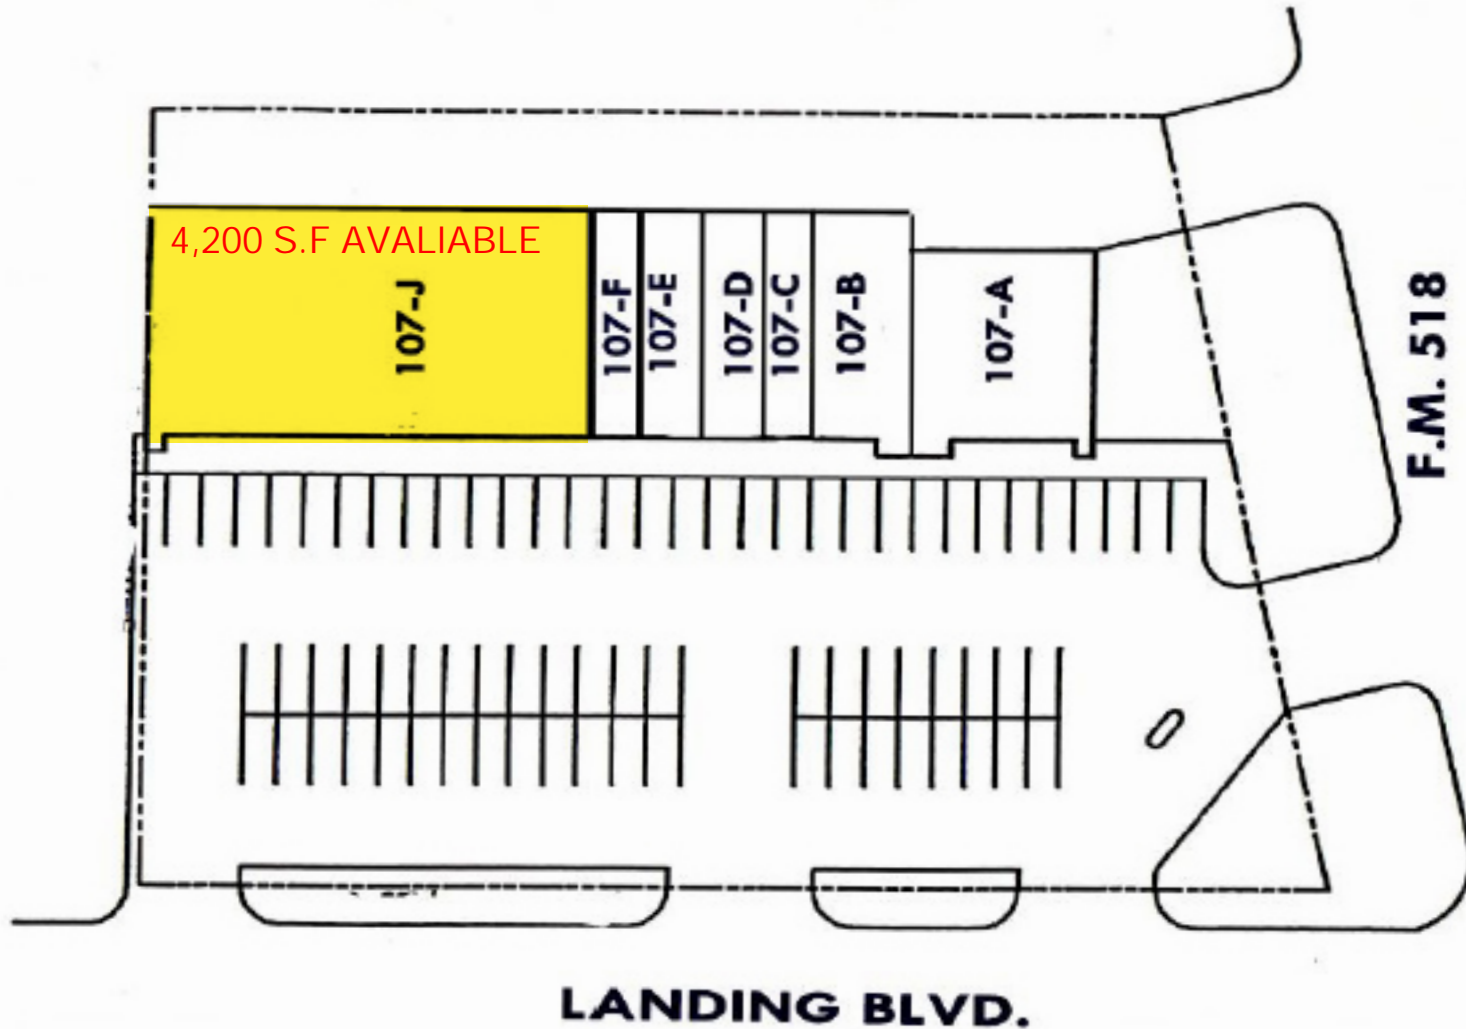 4,200 S.F AVALIABLE
107-J
107-F
107-E
107-D
107-C
107-B
107-A
F.M. 518
LANDING BLVD.